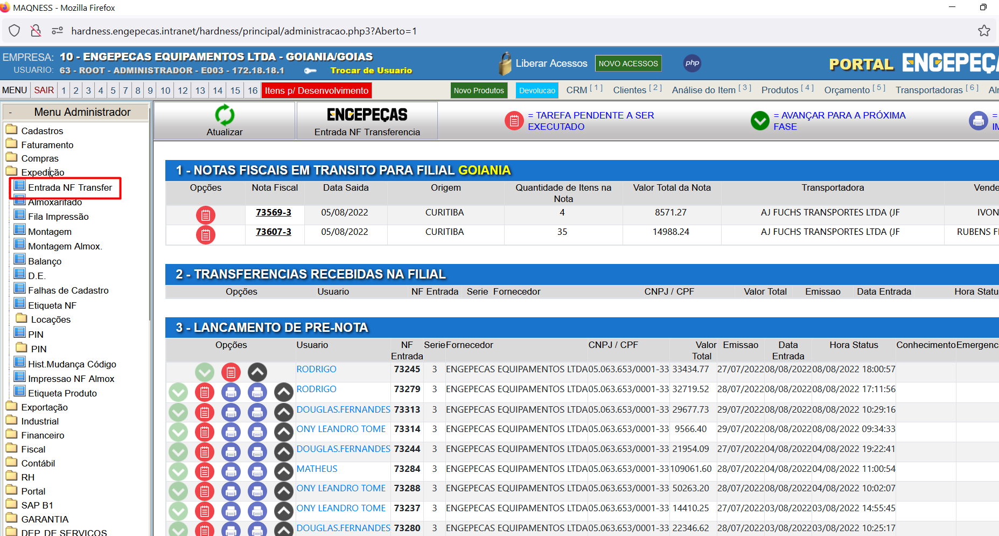 MAQNESS - Mozilla Firefox
hardness.engepecas.intranet/hardness/principal/administracao.php3?Aberto=1
EMPRESA: 10 - ENGEPECAS EQUIPAMENTOS LTDA - GOIANIA/GOIAS
USUARIO: 63 - ROOT - ADMINISTRADOR - E003 - 172.18.18.1 Trocar de Usuario
Liberar Acessos NOVO ACESSOS php
PORTAL ENGEPEÇA
MENU SAIR 1 2 3 4 5 6 7 8 9 10 11 12 13 14 15 16 Itens p/ Desenvolvimento Novo Produtos Devolucao CRM [ 1 ] Clientes [ 2 ] Análise do Item [ 3 ] Produtos [ 4 ] Orçamento [ 5 ] Transportadoras [ 6 ] Alr
- Menu Administrador
Cadastros
Faturamento
Compras
Expedição
Entrada NF Transfer
Almoxarifado
Fila Impressão
Montagem
Montagem Almox.
Balanço
D.E.
Falhas de Cadastro
Etiqueta NF
Locações
PIN
PIN
Hist.Mudança Código
Impressao NF Almox
Etiqueta Produto
Exportação
Industrial
Financeiro
Fiscal
Contábil
RH
Portal
SAP B1
GARANTIA
DEP. DE SERVIÇOS
Atualizar
ENGEPEÇAS
Entrada NF Transferencia
= TAREFA PENDENTE A SER
EXECUTADO
= AVANÇAR PARA A PRÓXIMA
FASE
=
IM
1 - NOTAS FISCAIS EM TRANSITO PARA FILIAL GOIANIA
Opções Nota Fiscal Data Saida Origem Quantidade de Itens na Valor Total da Nota Transportadora Vende
Nota
73569-3 05/08/2022 CURITIBA 4 8571.27 AJ FUCHS TRANSPORTES LTDA (JF IVON
73607-3 05/08/2022 CURITIBA 35 14988.24 AJ FUCHS TRANSPORTES LTDA (JF RUBENS F
2 - TRANSFERENCIAS RECEBIDAS NA FILIAL
Opções Usuario NF Entrada Serie Fornecedor CNPJ / CPF Valor Total Emissao Data Entrada Hora Statu
3 - LANCAMENTO DE PRE-NOTA
Opções Usuario NF Serie Fornecedor CNPJ / CPF Valor Emissao Data Hora Status Conhecimento Emergenc
Entrada Total Entrada
RODRIGO 73245 3 ENGEPECAS EQUIPAMENTOS LTDA 05.063.653/0001-33 33434.77 27/07/2022 08/08/2022 08/08/2022 18:00:57
RODRIGO 73279 3 ENGEPECAS EQUIPAMENTOS LTDA 05.063.653/0001-33 32719.52 28/07/2022 08/08/2022 08/08/2022 17:11:56
DOUGLAS.FERNANDES 73313 3 ENGEPECAS EQUIPAMENTOS LTDA 05.063.653/0001-33 29677.73 29/07/2022 08/08/2022 08/08/2022 10:29:16
ONY LEANDRO TOME 73314 3 ENGEPECAS EQUIPAMENTOS LTDA 05.063.653/0001-33 9566.40 29/07/2022 08/08/2022 08/08/2022 09:34:33
DOUGLAS.FERNANDES 73244 3 ENGEPECAS EQUIPAMENTOS LTDA 05.063.653/0001-33 21954.09 27/07/2022 04/08/2022 04/08/2022 19:22:41
MATHEUS 73284 3 ENGEPECAS EQUIPAMENTOS LTDA 05.063.653/0001-33 109061.60 28/07/2022 04/08/2022 04/08/2022 11:00:54
ONY LEANDRO TOME 73288 3 ENGEPECAS EQUIPAMENTOS LTDA 05.063.653/0001-33 50263.20 28/07/2022 08/08/2022 04/08/2022 10:02:07
ONY LEANDRO TOME 73237 3 ENGEPECAS EQUIPAMENTOS LTDA 05.063.653/0001-33 14410.25 27/07/2022 03/08/2022 03/08/2022 14:55:45
DOUGLAS.FERNANDES 73280 3 ENGEPECAS EQUIPAMENTOS LTDA 05.063.653/0001-33 22346.62 28/07/2022 03/08/2022 03/08/2022 10:25:17